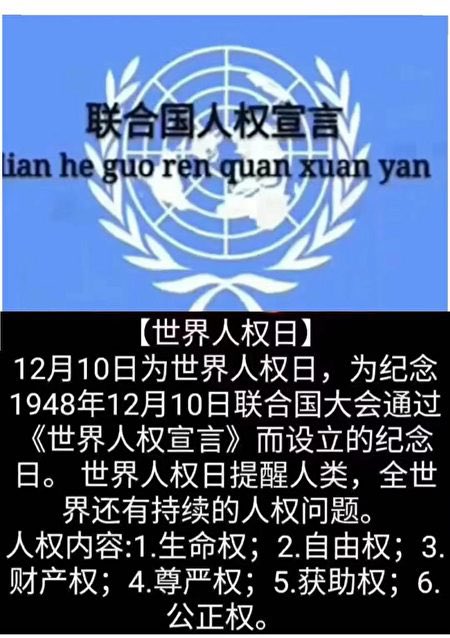 联合国人权宣言
lian he guo ren quan xuan yan
【世界人权日】
12月10日为世界人权日，为纪念
1948年12月10日联合国大会通过
《世界人权宣言》而设立的纪念
日。 世界人权日提醒人类，全世
界还有持续的人权问题。
人权内容:1.生命权；2.自由权；3.
财产权；4.尊严权；5.获助权；6.
公正权。